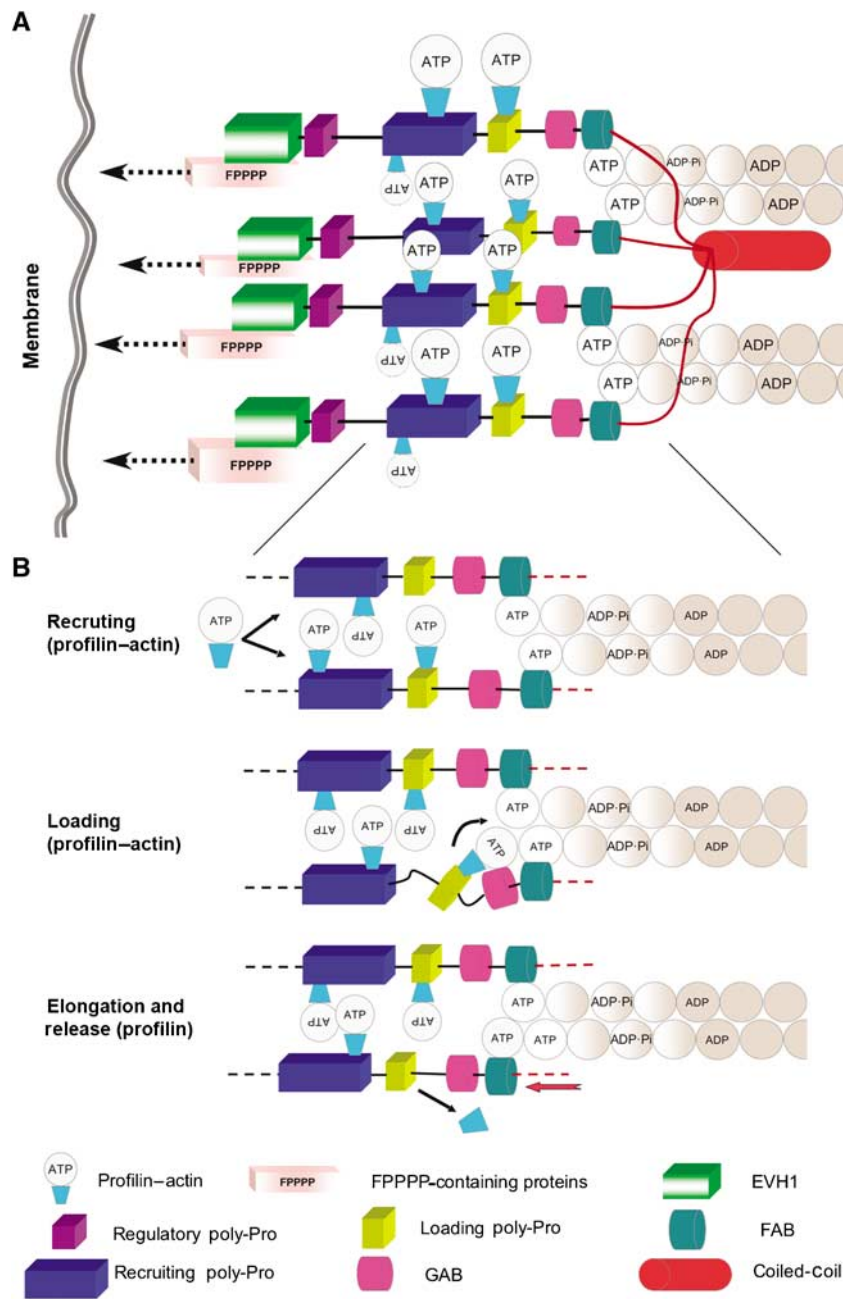 A
ATP ATP
FPPPP
ATP
ATP ADP·Pi ADP
ATP ATP
ATP ADP·Pi ADP
FPPPP
ATP ATP
FPPPP
ATP
ATP ATP
ATP ADP·Pi ADP
ATP ADP·Pi ADP
FPPPP
ATP
Membrane
B
Recruting
(profilin–actin)
ATP
ATP
ATP ATP
ATP ADP·Pi ADP
ATP ADP·Pi ADP
Loading
(profilin–actin)
ATP ATP ATP
ATP
ATP ADP·Pi ADP
ATP ADP·Pi ADP
Elongation and
release (profilin)
ATP ATP ATP
ATP ADP·Pi ADP
ATP ATP ADP·Pi ADP
ATP
Profilin–actin
FPPPP
FPPPP-containing proteins
EVH1
Regulatory poly-Pro
Loading poly-Pro
FAB
Recruiting poly-Pro
GAB
Coiled-coil